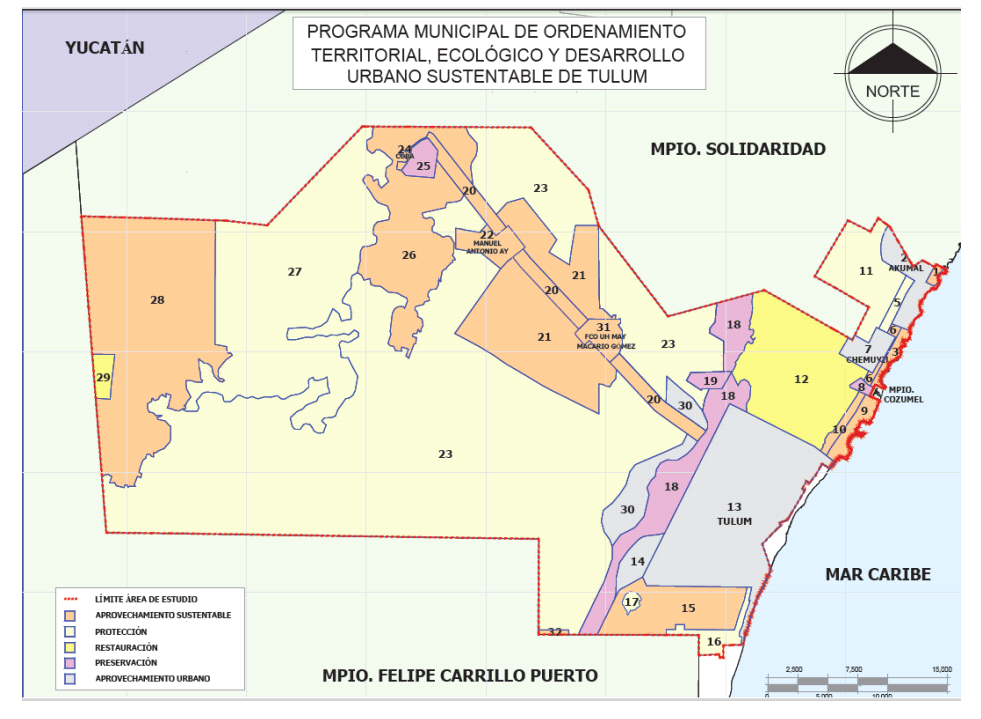 PROGRAMA MUNICIPAL DE ORDENAMIENTO
TERRITORIAL, ECOLÓGICO Y DESARROLLO
URBANO SUSTENTABLE DE TULUM
YUCATÁN
NORTE
MPIO. SOLIDARIDAD
24
COBA
25
20
23
22
MANUEL
ANTONIO AY
26
27
28
21
20
21
31
FCO UH MAY
MACARIO GOMEZ
23
18
11
2
AKUMAL
1
5
6
7
CHEMUYIL
3
6
8
MPIO.
COZUMEL
9
10
12
29
19
18
20
30
23
18
30
13
TULUM
14
MAR CARIBE
17
15
16
32
LÍMITE ÁREA DE ESTUDIO
APROVECHAMIENTO SUSTENTABLE
PROTECCIÓN
RESTAURACIÓN
PRESERVACIÓN
APROVECHAMIENTO URBANO
MPIO. FELIPE CARRILLO PUERTO
2,500 7,500 15,000
0 5,000 10,000